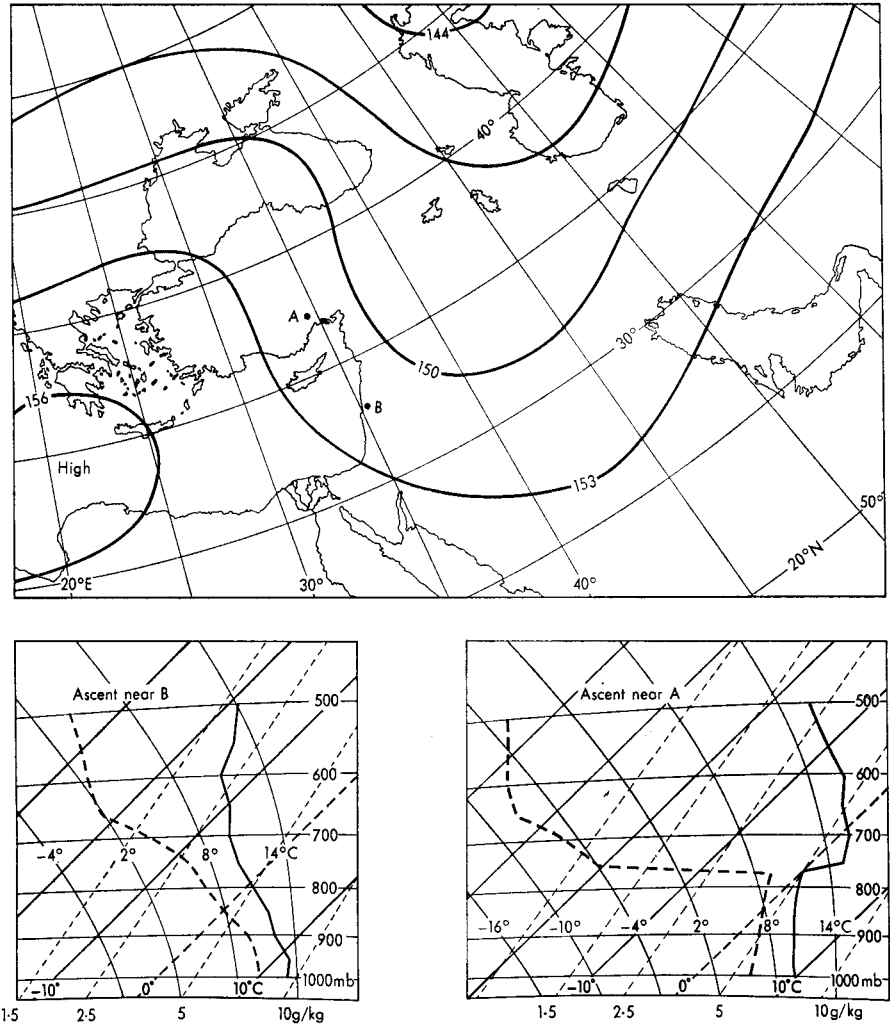 144
40°
A
150
30°
B
156
High
153
50°
20°N
20°E
30°
40°
Ascent near B
500
600
700
-4°
2°
8°
14°C
800
900
-10°
0°
10°C
1000mb
1·5
2·5
5
10g/kg
Ascent near A
500
600
700
800
-16°
-10°
-4°
2°
8°
14°C
900
-10°
0°
10°C
1000mb
1·5
2·5
5
10g/kg